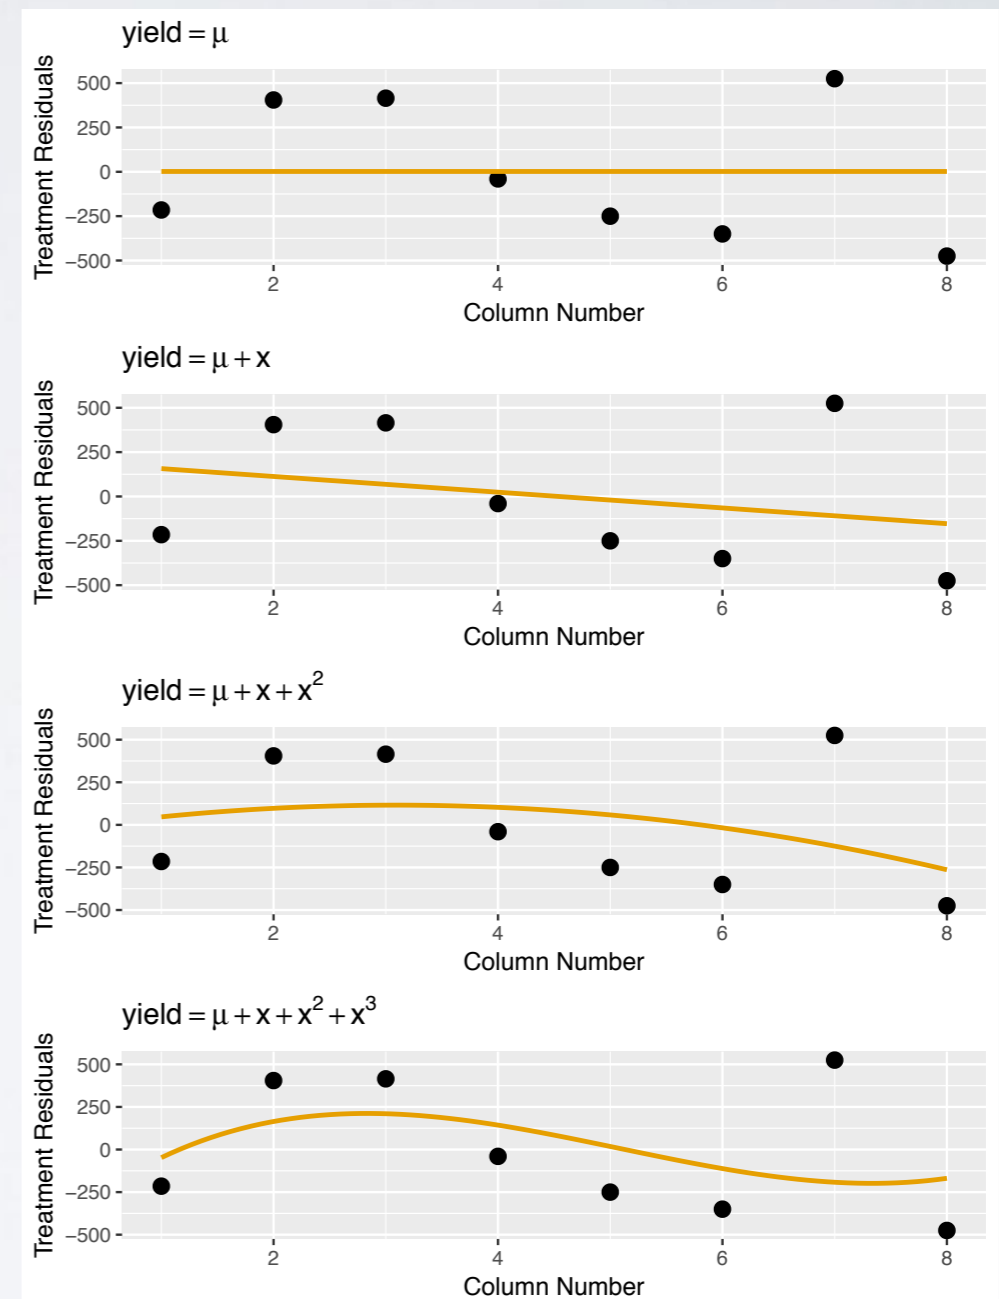 yield = μ
Treatment Residuals
500
250
0
−250
−500
2 4 6 8
Column Number
yield = μ + x
Treatment Residuals
500
250
0
−250
−500
2 4 6 8
Column Number
yield = μ + x + x²
Treatment Residuals
500
250
0
−250
−500
2 4 6 8
Column Number
yield = μ + x + x² + x³
Treatment Residuals
500
250
0
−250
−500
2 4 6 8
Column Number